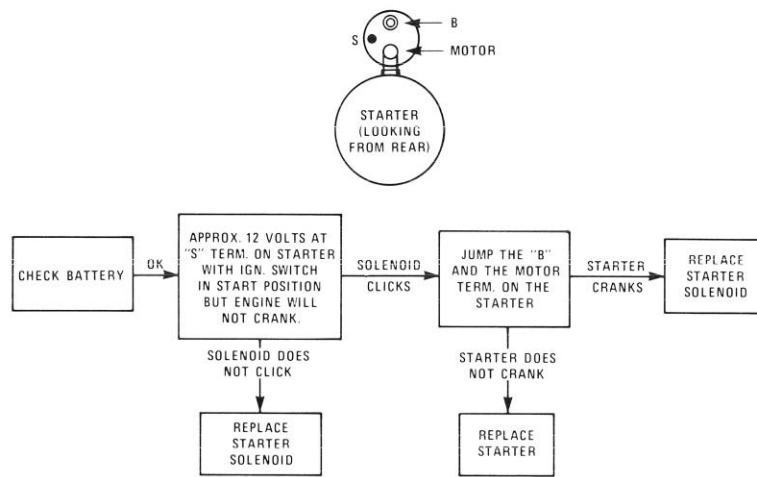 B
S
MOTOR
STARTER
(LOOKING
FROM REAR)
CHECK BATTERY
OK
APPROX. 12 VOLTS AT
"S" TERM. ON STARTER
WITH IGN. SWITCH
IN START POSITION
BUT ENGINE WILL
NOT CRANK.
SOLENOID
CLICKS
JUMP THE "B"
AND THE MOTOR
TERM. ON THE
STARTER
STARTER
CRANKS
REPLACE
STARTER
SOLENOID
SOLENOID DOES
NOT CLICK
STARTER DOES
NOT CRANK
REPLACE
STARTER
SOLENOID
REPLACE
STARTER